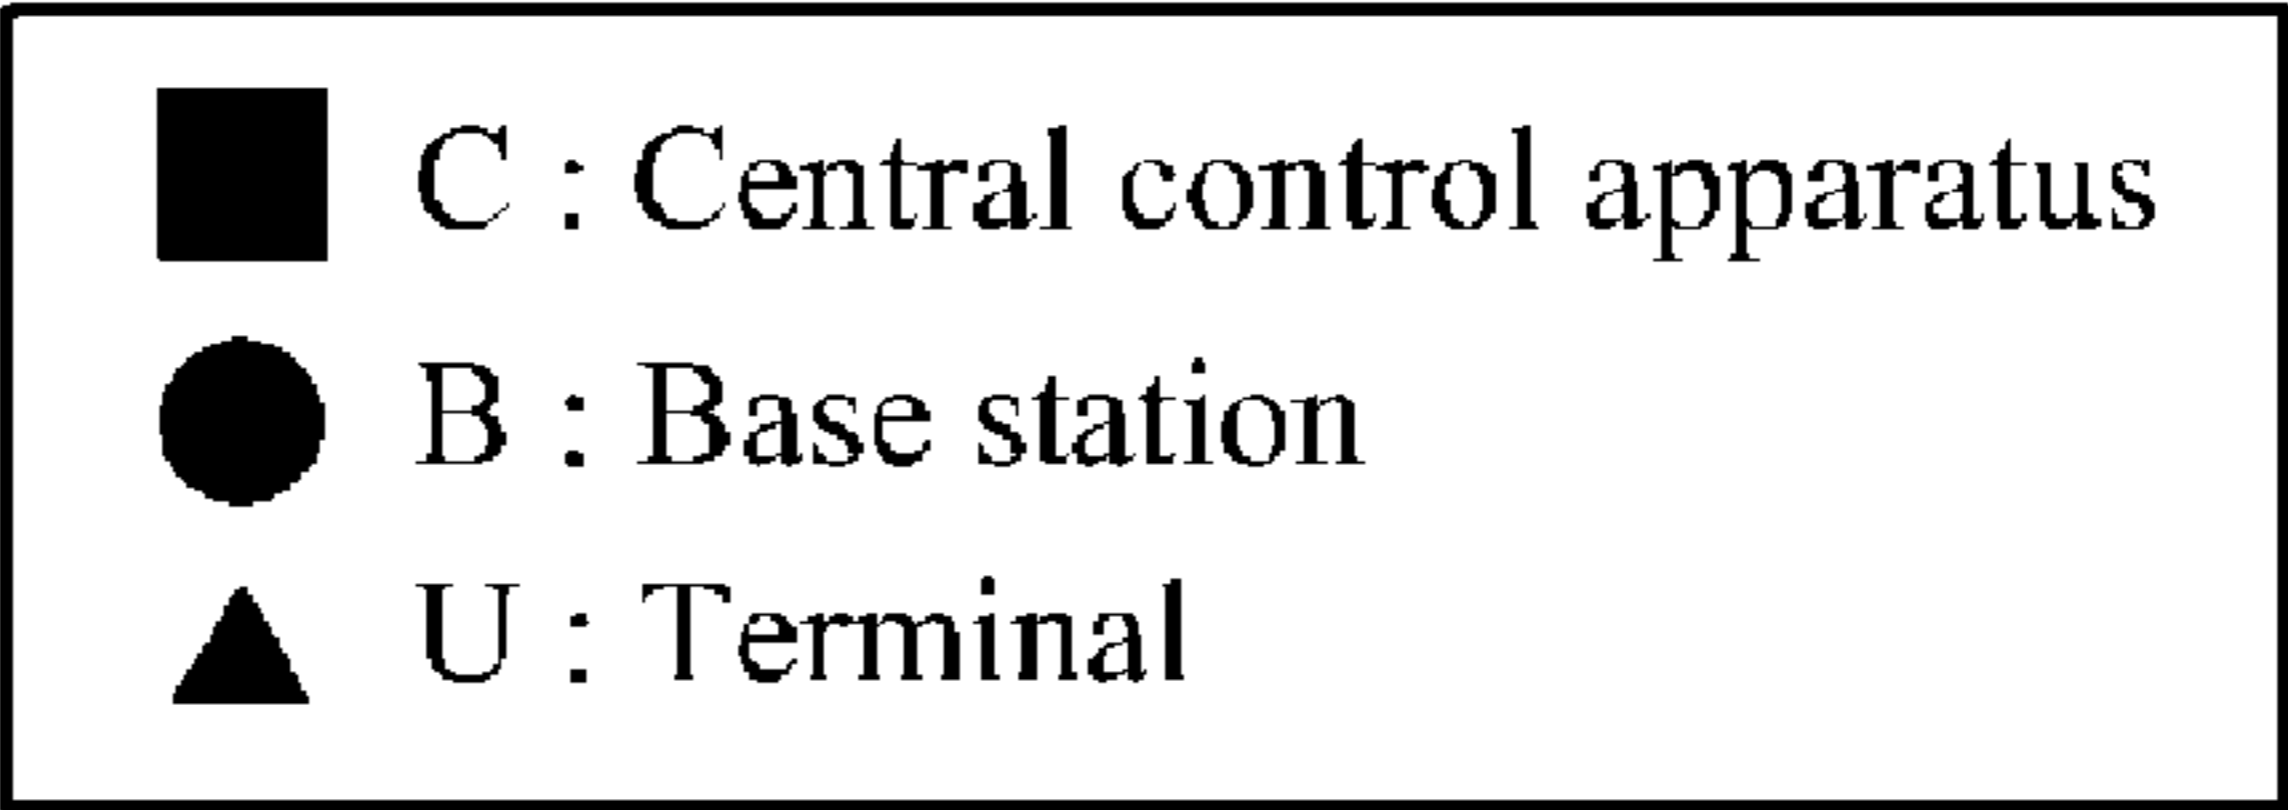 C : Central control apparatus
B : Base station
U : Terminal